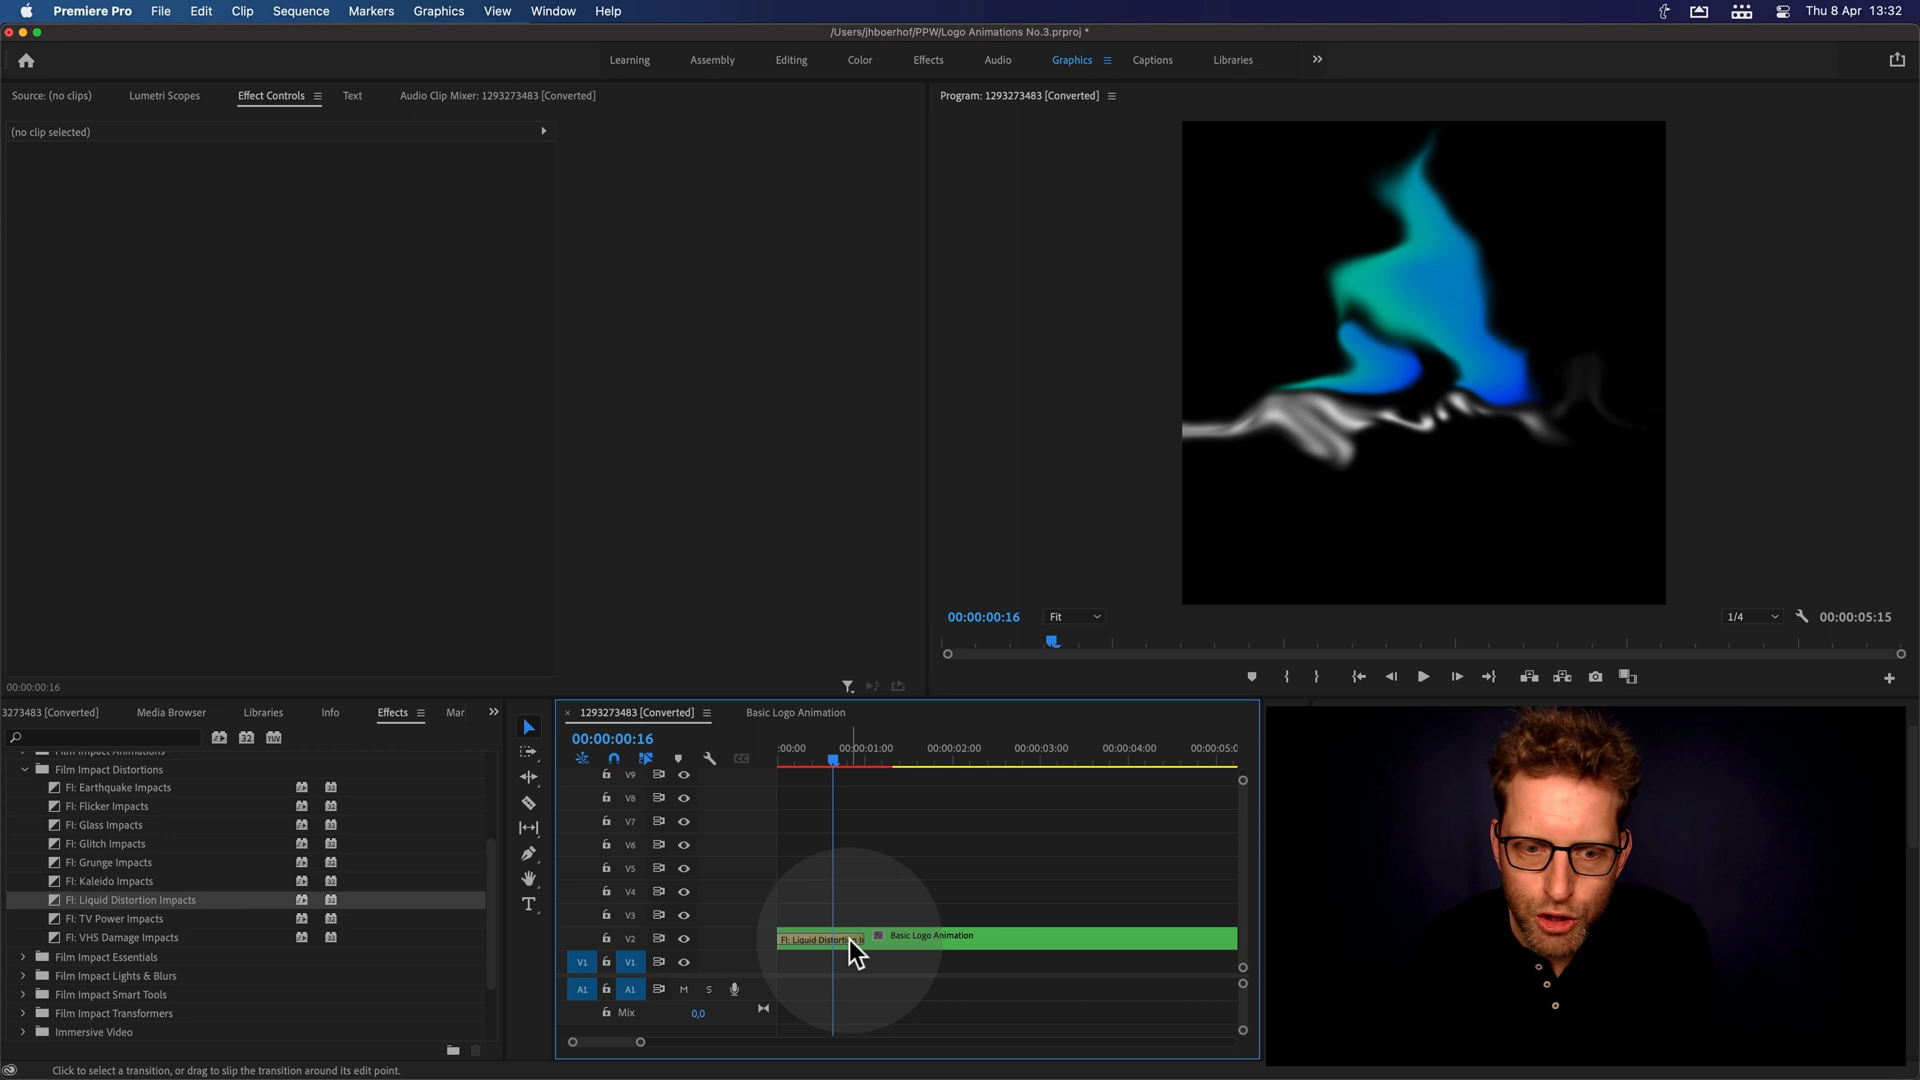 Premiere Pro File Edit Clip Sequence Markers Graphics View Window Help Thu 8 Apr 13:32
/Users/jhboerhof/PPW/Logo Animations No.3.prproj *
Learning Assembly Editing Color Effects Audio Graphics Captions Libraries
Source: (no clips) Lumetri Scopes Effect Controls Text Audio Clip Mixer: 1293273483 [Converted]
Program: 1293273483 [Converted]
(no clip selected)
00:00:00:16 Fit 1/4 00:00:05:15
00:00:00:16
3273483 [Converted] Media Browser Libraries Info Effects Mar
1293273483 [Converted] Basic Logo Animation
00:00:00:16
:00:00 00:00:01:00 00:00:02:00 00:00:03:00 00:00:04:00 00:00:05:0
Film Impact Animations
Film Impact Distortions
FI: Earthquake Impacts
FI: Flicker Impacts
FI: Glass Impacts
FI: Glitch Impacts
FI: Grunge Impacts
FI: Kaleido Impacts
FI: Liquid Distortion Impacts
FI: TV Power Impacts
FI: VHS Damage Impacts
Film Impact Essentials
Film Impact Lights & Blurs
Film Impact Smart Tools
Film Impact Transformers
Immersive Video
V9
V8
V7
V6
V5
V4
V3
V2 FI: Liquid Distortion I Basic Logo Animation
V1 V1
A1 A1 M S
Mix 0,0
Click to select a transition, or drag to slip the transition around its edit point.